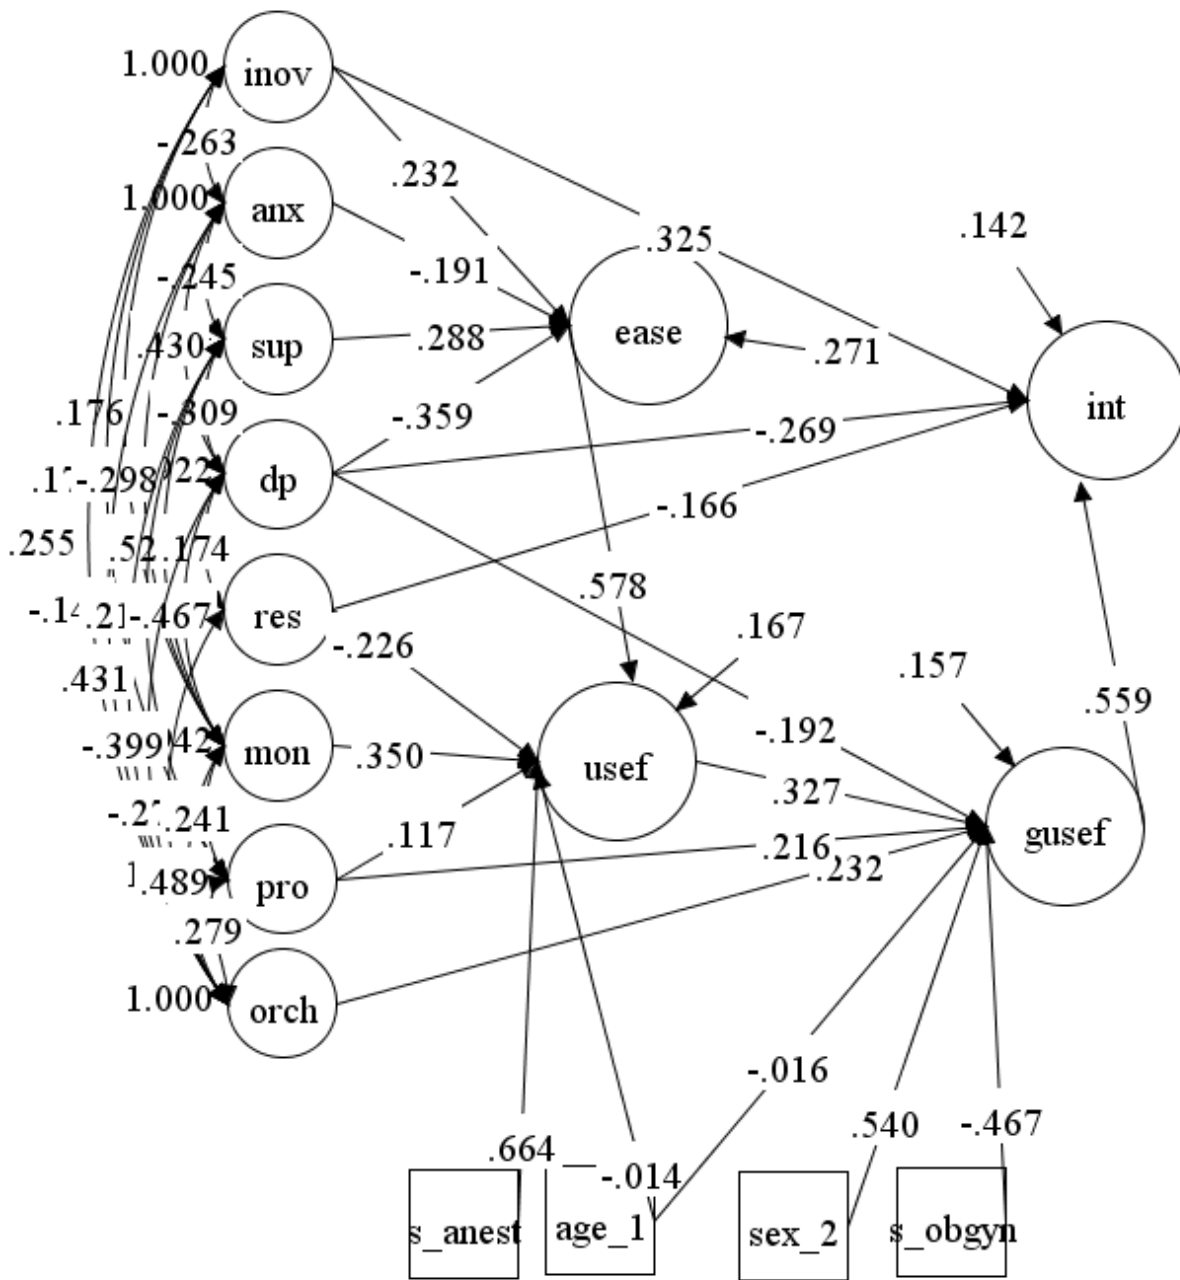 1.000
inov
-.263
.232
1.000
anx
.325
.142
-.191
-.245
.430
sup
.288
ease
.271
int
.176
-.309
-.359
-.269
-.298
dp
-.166
.255
.174
.578
res
-.467
-.226
.167
.157
.431
.559
-.399
mon
.350
usef
-.192
.327
.241
.117
.216
gusef
.489
pro
.232
.279
1.000
orch
-.016
.664
-.014
.540
-.467
s_anest
age_1
sex_2
s_obgyn